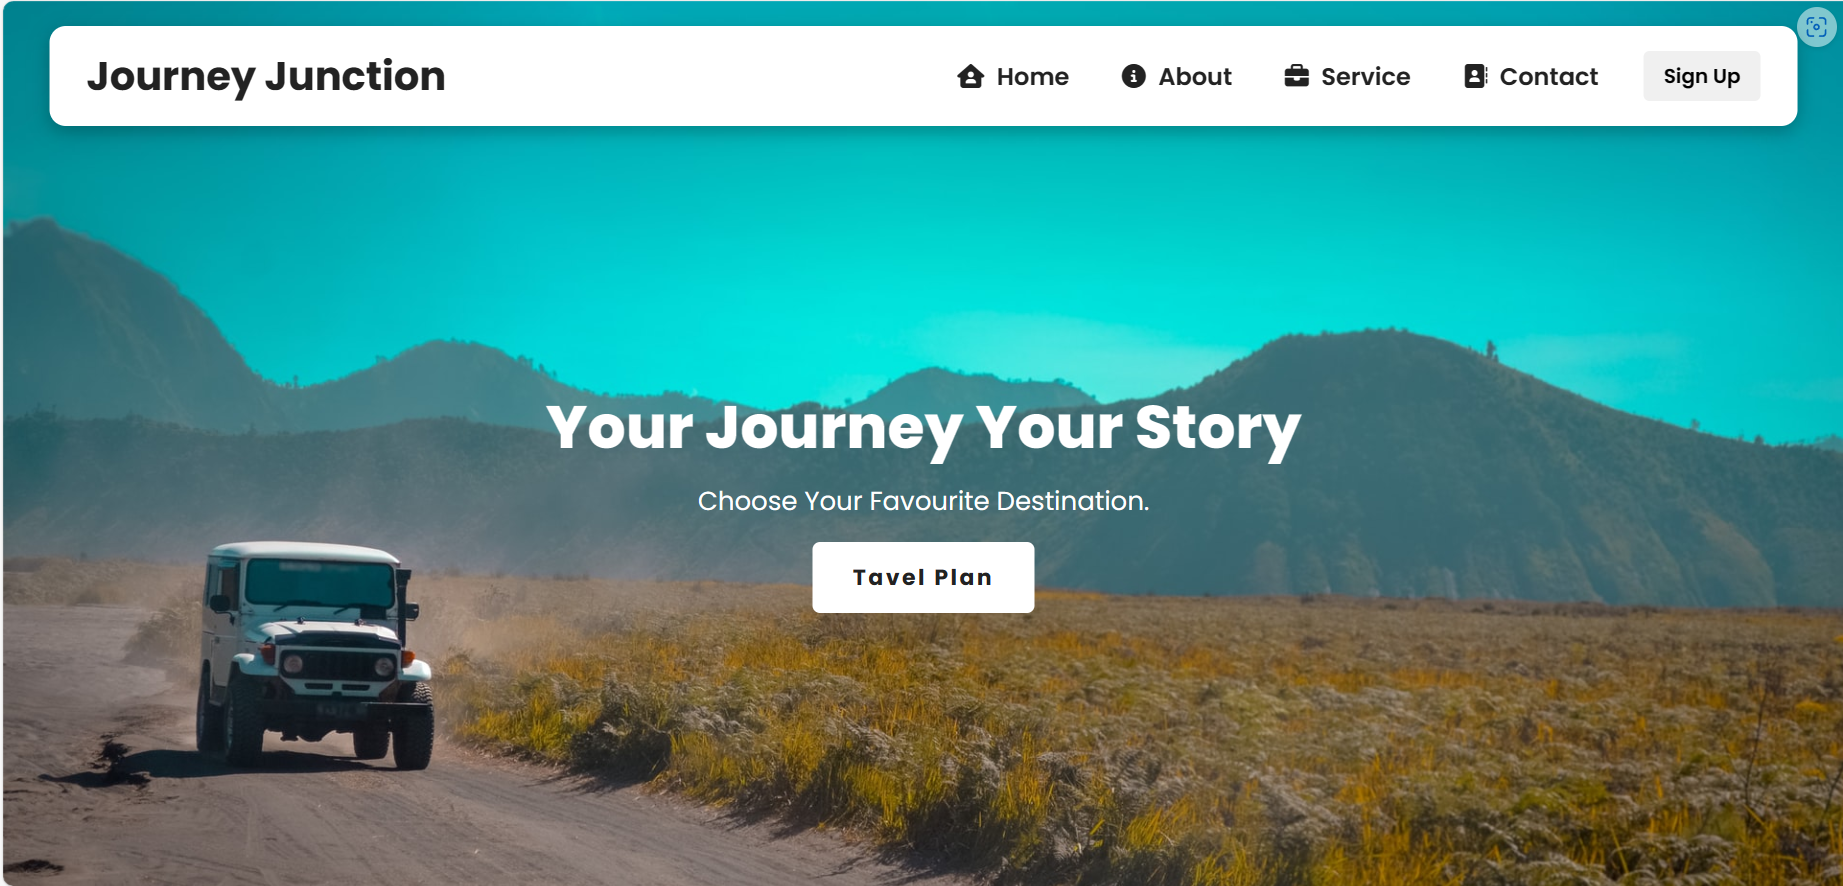 Journey Junction
Home
About
Service
Contact
Sign Up
Your Journey Your Story
Choose Your Favourite Destination.
Tavel Plan